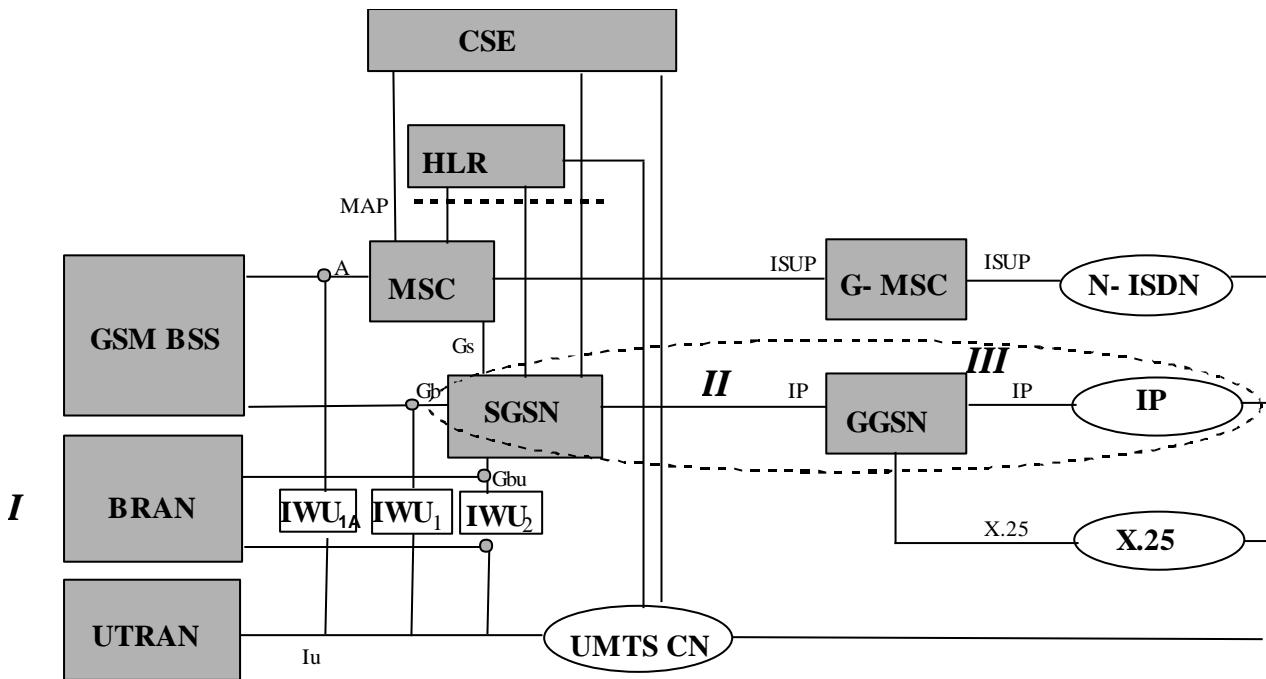 CSE
HLR
MAP
A
MSC
ISUP
G- MSC
ISUP
N- ISDN
GSM BSS
Gs
III
II
Gb
SGSN
IP
GGSN
IP
IP
Gbu
I
BRAN
IWU1A
IWU1
IWU2
X.25
X.25
UTRAN
Iu
UMTS CN